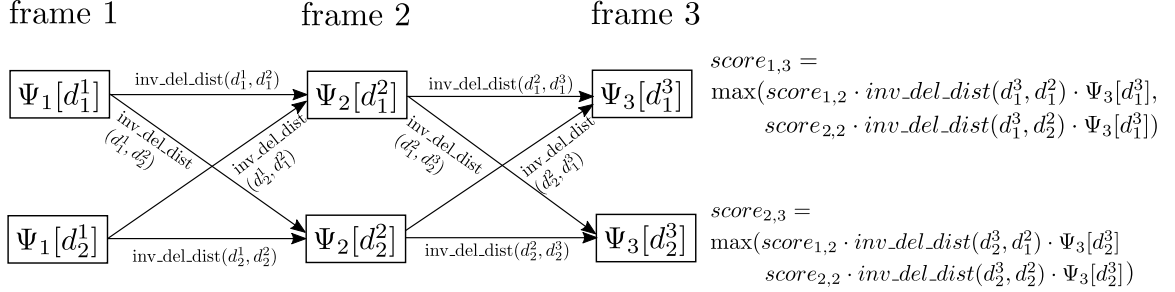 frame 1 frame 2 frame 3
Ψ₁[d₁¹] inv_del_dist(d₁¹, d₁²) Ψ₂[d₁²] inv_del_dist(d₁², d₁³) Ψ₃[d₁³]
inv_del_dist
(d₁¹, d₂²)
inv_del_dist
(d₂¹, d₁²)
inv_del_dist
(d₁², d₂³)
inv_del_dist
(d₂², d₁³)
Ψ₁[d₂¹] inv_del_dist(d₂¹, d₂²) Ψ₂[d₂²] inv_del_dist(d₂², d₂³) Ψ₃[d₂³]
score₁,₃ =
max(score₁,₂ · inv_del_dist(d₁³, d₁²) · Ψ₃[d₁³],
score₂,₂ · inv_del_dist(d₁³, d₂²) · Ψ₃[d₁³])
score₂,₃ =
max(score₁,₂ · inv_del_dist(d₂³, d₁²) · Ψ₃[d₂³]
score₂,₂ · inv_del_dist(d₂³, d₂²) · Ψ₃[d₂³])